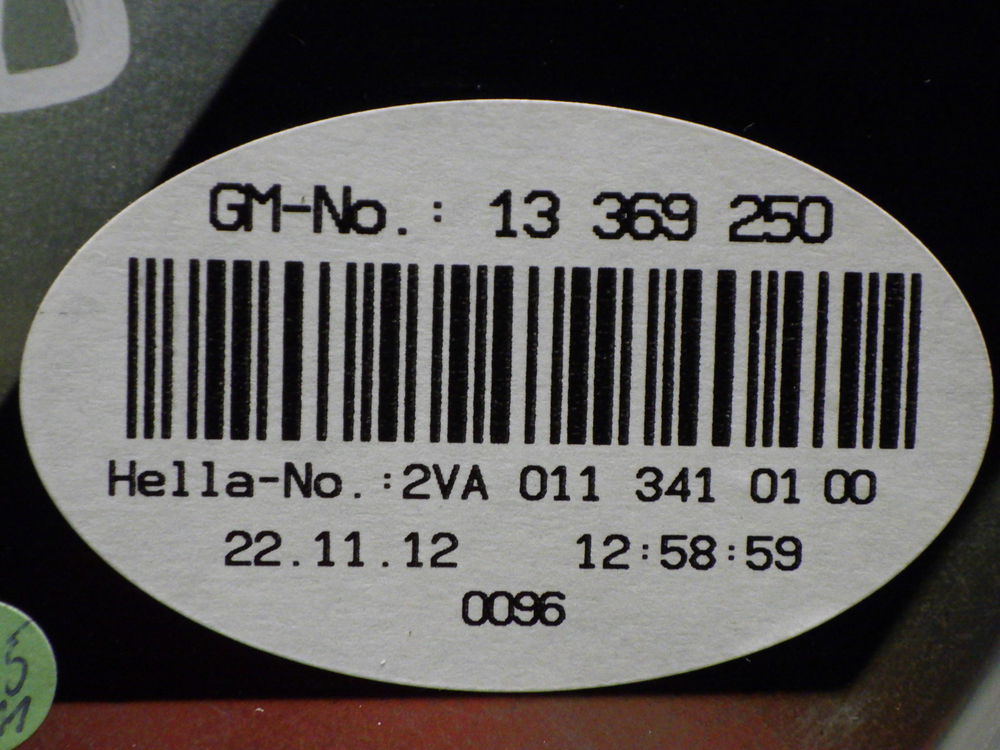 GM-No.: 13 369 250
Hella-No.:2VA 011 341 01 00
22.11.12 12:58:59
0096